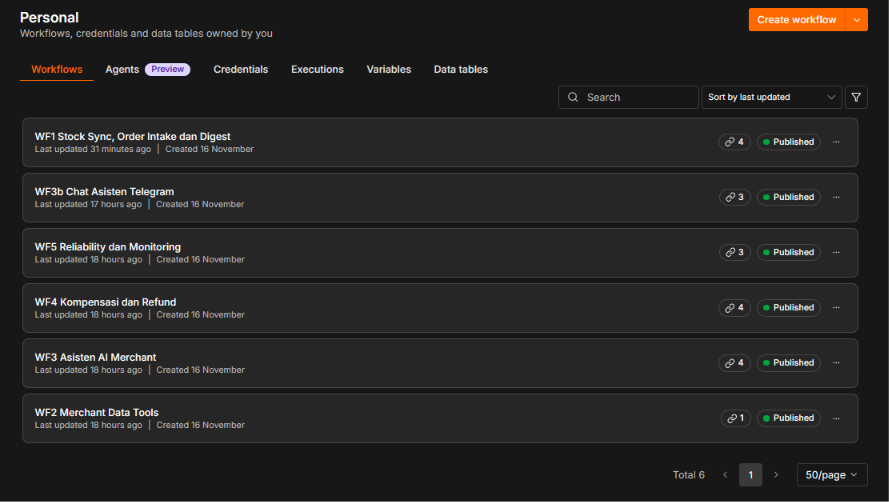 Personal
Workflows, credentials and data tables owned by you
Create workflow
Workflows Agents Preview Credentials Executions Variables Data tables
Search Sort by last updated
WF1 Stock Sync, Order Intake dan Digest
Last updated 31 minutes ago | Created 16 November
4 Published
WF3b Chat Asisten Telegram
Last updated 17 hours ago | Created 16 November
3 Published
WF5 Reliability dan Monitoring
Last updated 18 hours ago | Created 16 November
3 Published
WF4 Kompensasi dan Refund
Last updated 18 hours ago | Created 16 November
4 Published
WF3 Asisten AI Merchant
Last updated 18 hours ago | Created 16 November
4 Published
WF2 Merchant Data Tools
Last updated 18 hours ago | Created 16 November
1 Published
Total 6 1 50/page